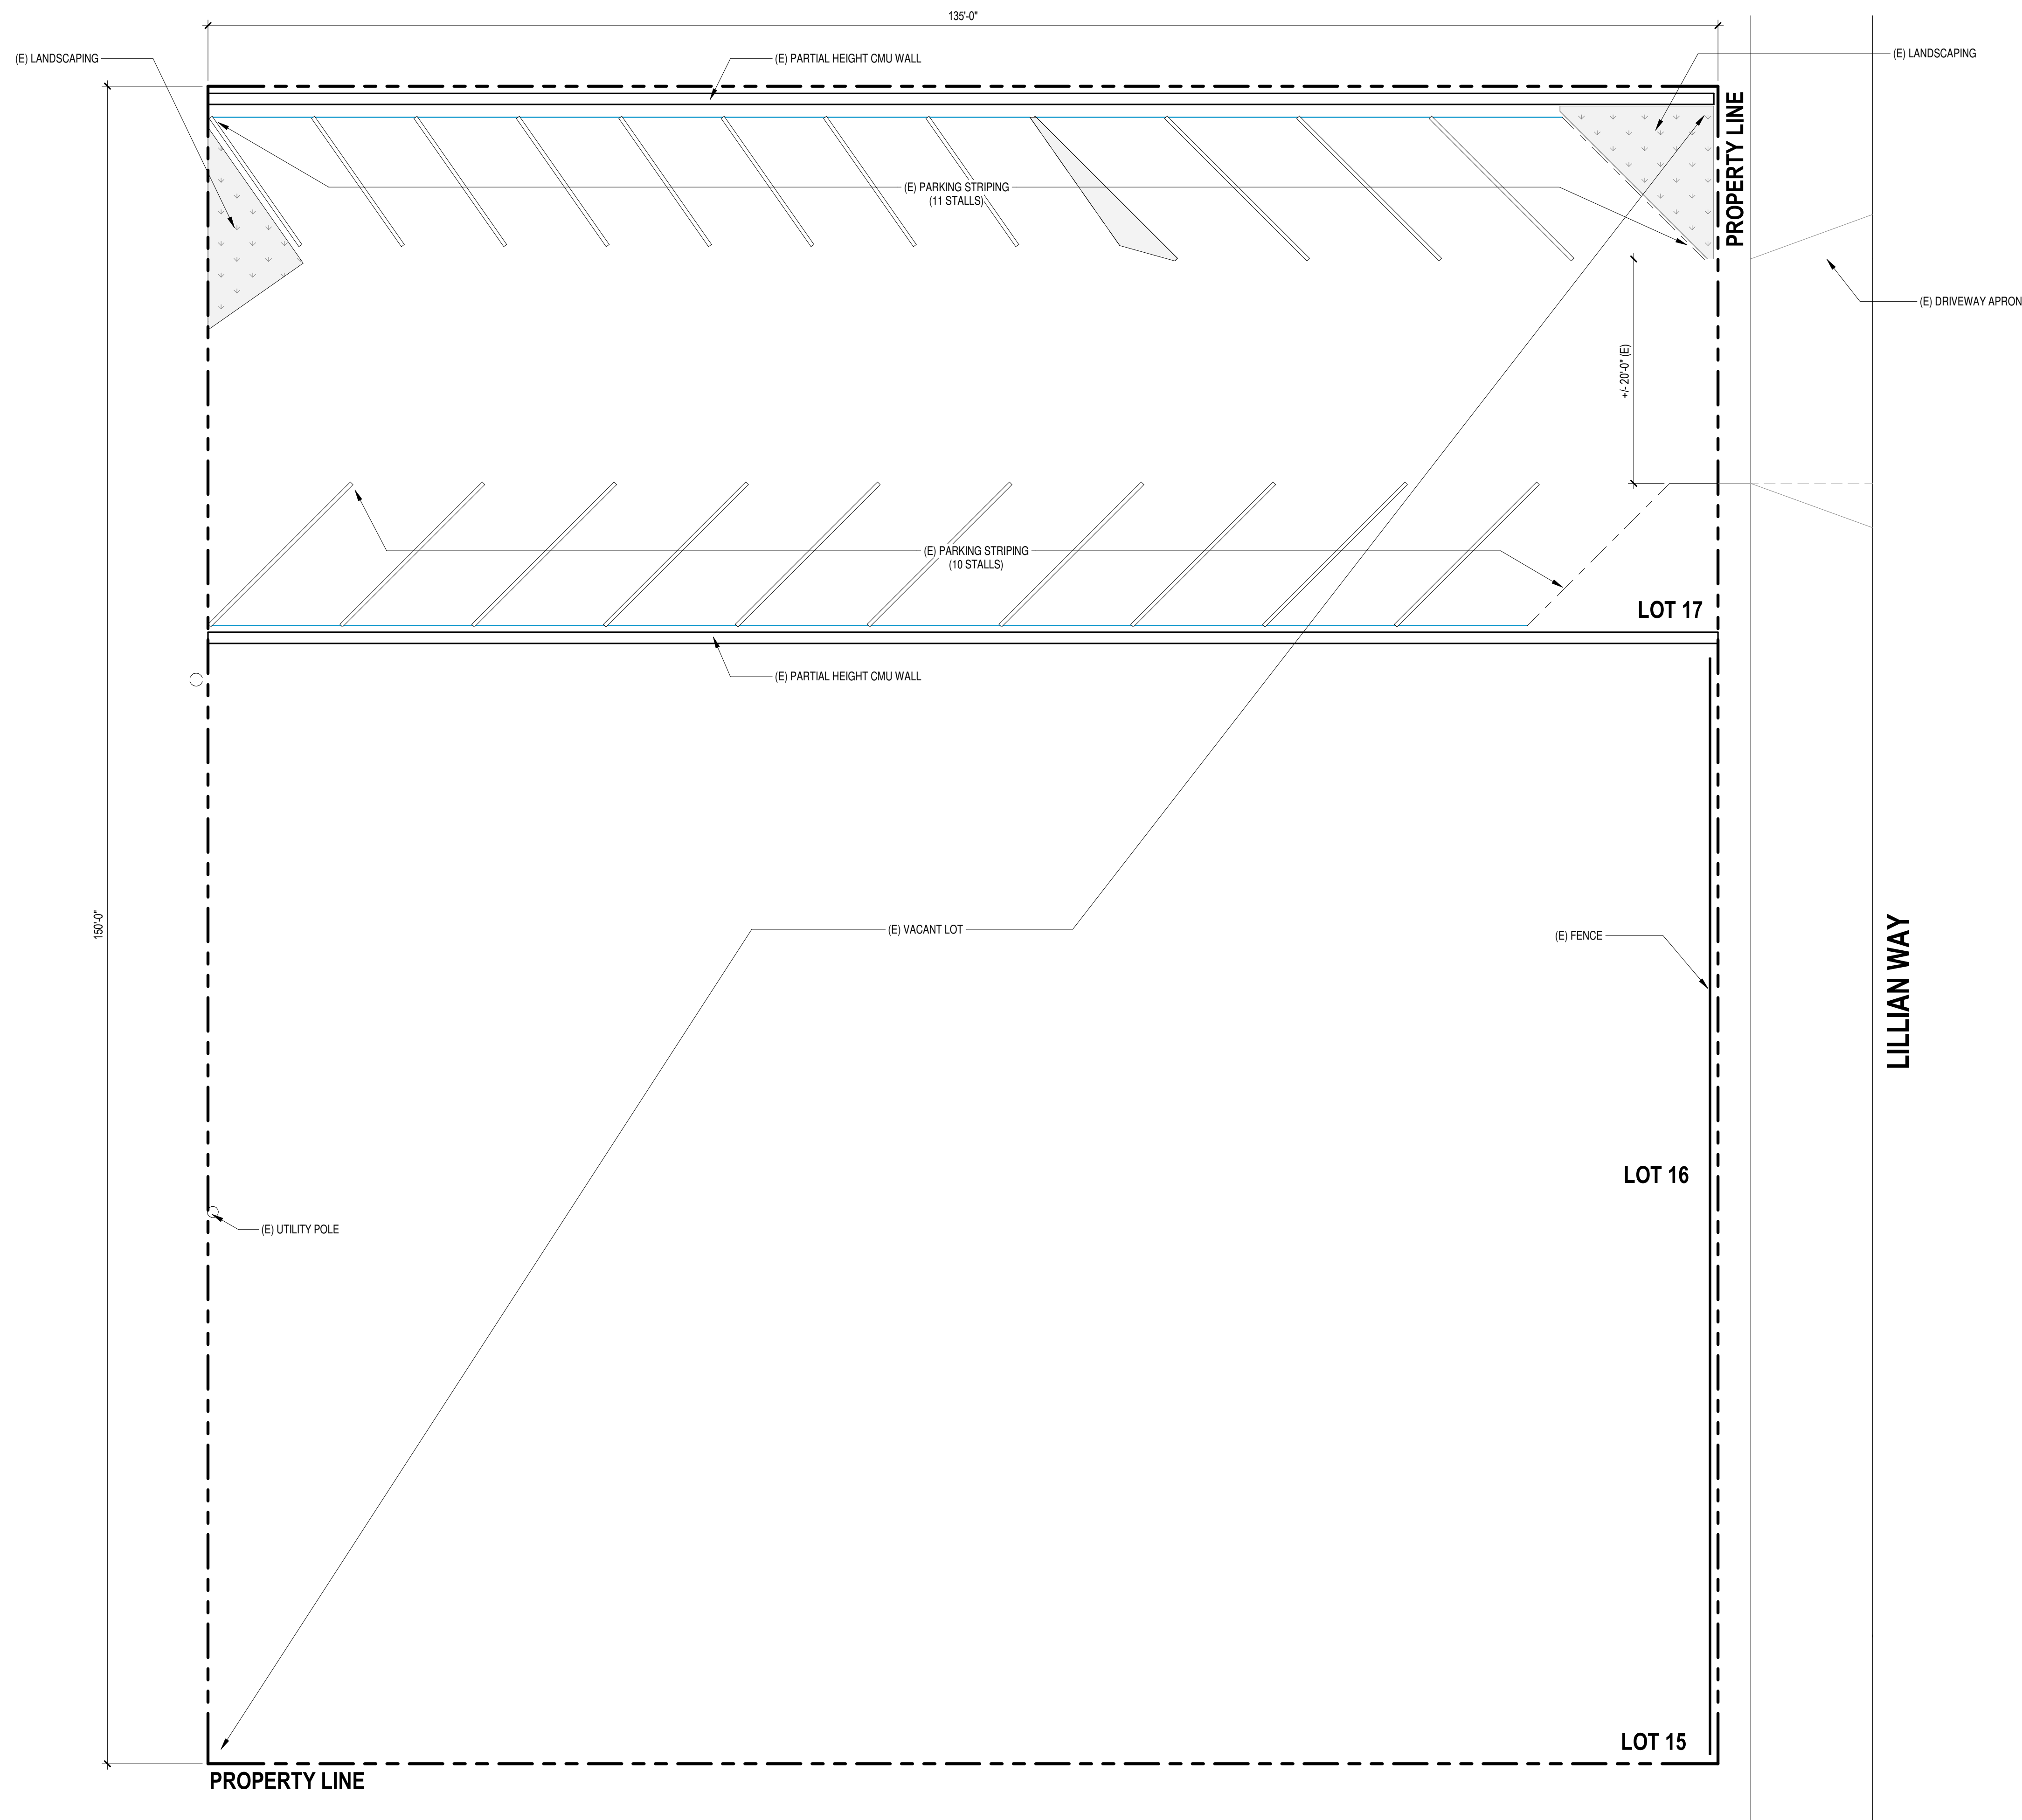 135'-0"
(E) LANDSCAPING
(E) PARTIAL HEIGHT CMU WALL
(E) LANDSCAPING
PROPERTY LINE
(E) PARKING STRIPING
(11 STALLS)
(E) DRIVEWAY APRON
+/- 20'-0" (E)
(E) PARKING STRIPING
(10 STALLS)
LOT 17
(E) PARTIAL HEIGHT CMU WALL
150'-0"
(E) VACANT LOT
(E) FENCE
LILLIAN WAY
LOT 16
(E) UTILITY POLE
LOT 15
PROPERTY LINE